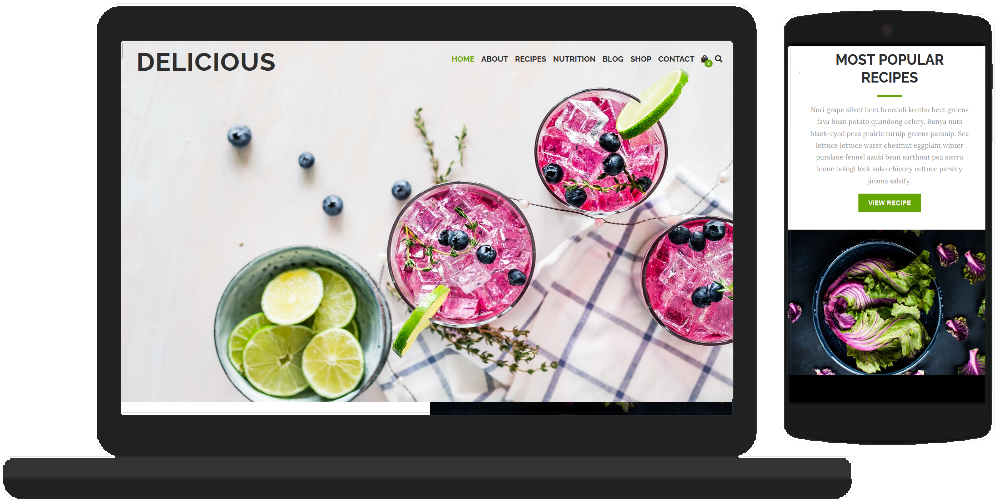 DELICIOUS
HOME ABOUT RECIPES NUTRITION BLOG SHOP CONTACT
MOST POPULAR
RECIPES
Nori grape silver beet broccoli kombu beet greens
fava bean potato quandong celery. Bunya nuts
black-eyed peas prairie turnip greens parsnip. Sea
lettuce lettuce water chestnut eggplant winter
purslane fennel azuki bean earthnut pea sierra
leone bologi leek soko chicory celtuce parsley
jicama salsify.
VIEW RECIPE